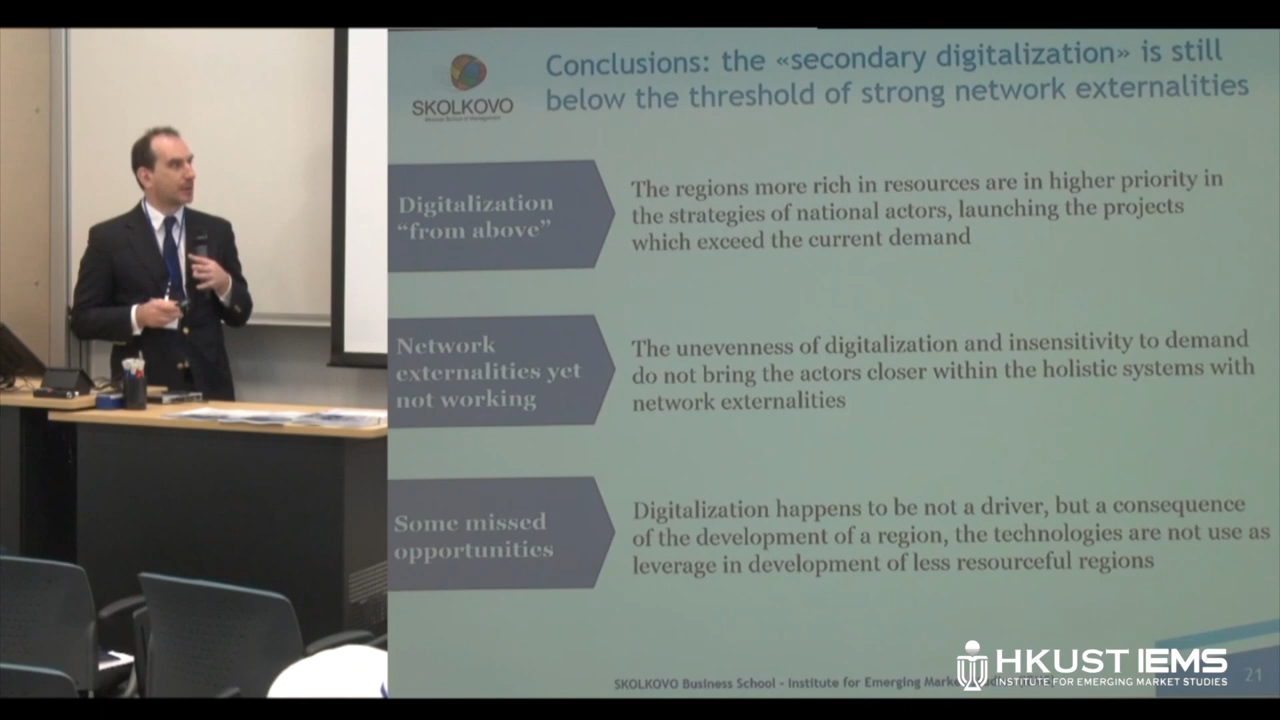 SKOLKOVO
Conclusions: the «secondary digitalization» is still
below the threshold of strong network externalities
Digitalization
“from above”
The regions more rich in resources are in higher priority in
the strategies of national actors, launching the projects
which exceed the current demand
Network
externalities yet
not working
The unevenness of digitalization and insensitivity to demand
do not bring the actors closer within the holistic systems with
network externalities
Some missed
opportunities
Digitalization happens to be not a driver, but a consequence
of the development of a region, the technologies are not use as
leverage in development of less resourceful regions
HKUST IEMS
INSTITUTE FOR EMERGING MARKET STUDIES
SKOLKOVO Business School - Institute for Emerging
21